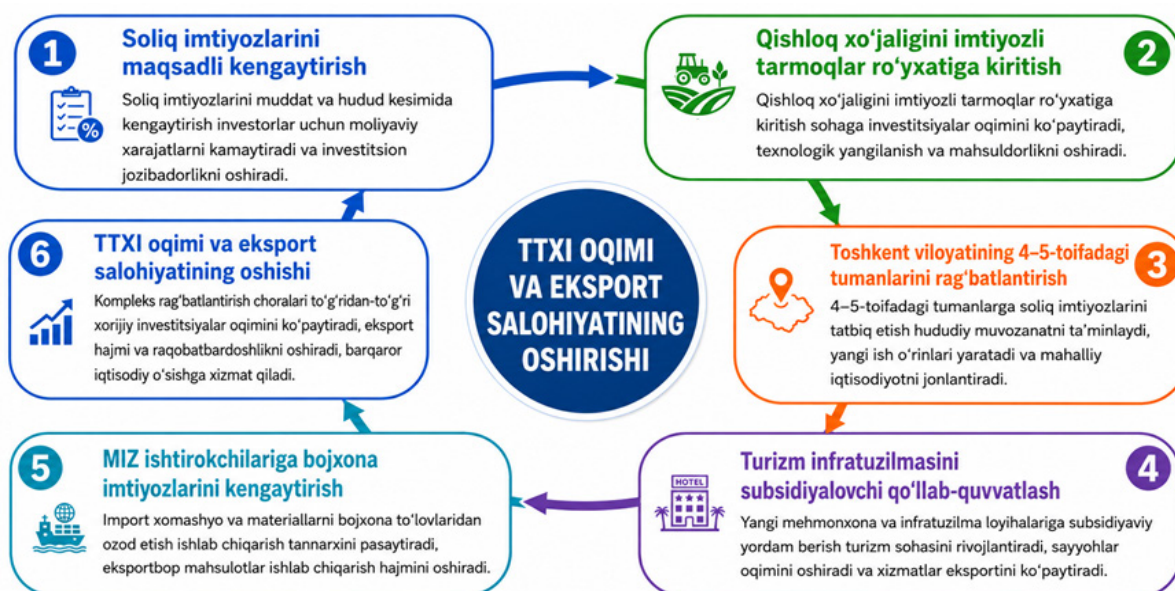 1
Soliq imtiyozlarini
maqsadli kengaytirish
%
Soliq imtiyozlarini muddat va hudud kesimida
kengaytirish investorlar uchun moliyaviy
xarajatlarni kamaytiradi va investitsion
jozibadorlikni oshiradi.
2
Qishloq xo‘jaligini imtiyozli
tarmoqlar ro‘yxatiga kiritish
Qishloq xo‘jaligini imtiyozli tarmoqlar ro‘yxatiga
kiritish sohaga investitsiyalar oqimini ko‘paytiradi,
texnologik yangilanish va mahsuldorlikni oshiradi.
TTXI OQIMI
VA EKSPORT
SALOHIYATINING
OSHIRISHI
3
Toshkent viloyatining 4–5-toifadagi
tumanlarini rag‘batlantirish
4–5-toifadagi tumanlarga soliq imtiyozlarini
tatbiq etish hududiy muvozanatni ta’minlaydi,
yangi ish o‘rinlari yaratadi va mahalliy
iqtisodiyotni jonlantiradi.
4
Turizm infratuzilmasini
subsidiyalovchi qo‘llab-quvvatlash
HOTEL
Yangi mehmonxona va infratuzilma loyihalariga subsidiyaviy
yordam berish turizm sohasini rivojlantiradi, sayyohlar
oqimini oshiradi va xizmatlar eksportini ko‘paytiradi.
5
MIZ ishtirokchilariga bojxona
imtiyozlarini kengaytirish
Import xomashyo va materiallarni bojxona to‘lovlaridan
ozod etish ishlab chiqarish tannarxini pasaytiradi,
eksportbop mahsulotlar ishlab chiqarish hajmini oshiradi.
6
TTXI oqimi va eksport
salohiyatining oshishi
Kompleks rag‘batlantirish choralari to‘g‘ridan-to‘g‘ri
xorijiy investitsiyalar oqimini ko‘paytiradi, eksport
hajmi va raqobatbardoshlikni oshiradi, barqaror
iqtisodiy o‘sishga xizmat qiladi.